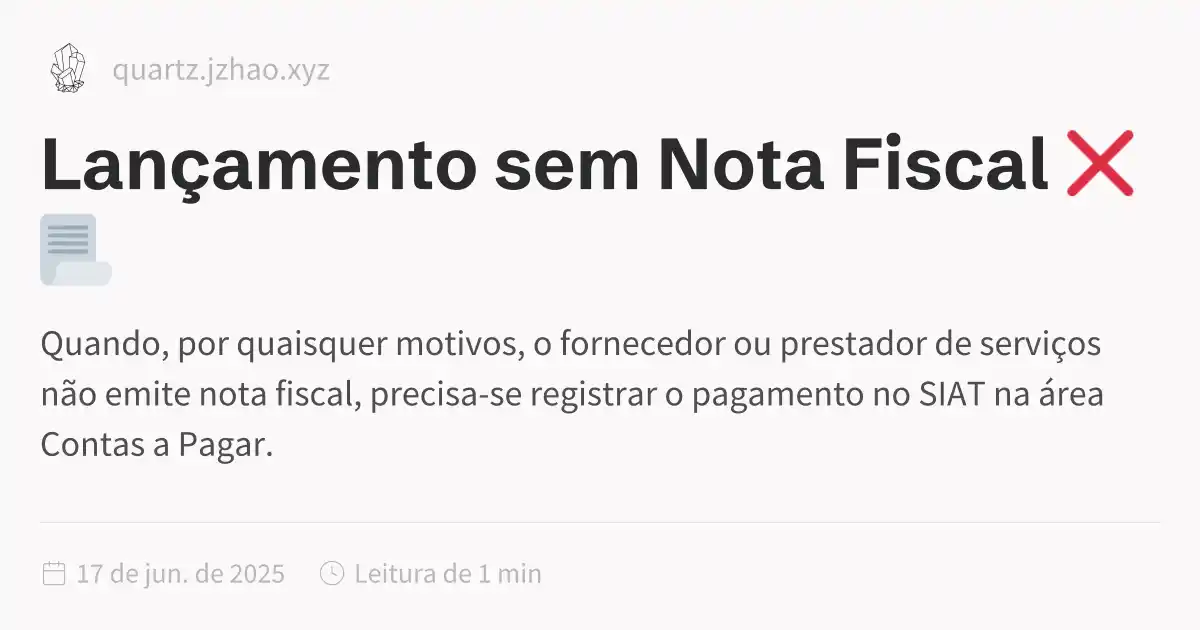 quartz.jzhao.xyz
Lançamento sem Nota Fiscal ❌
📜
Quando, por quaisquer motivos, o fornecedor ou prestador de serviços
não emite nota fiscal, precisa-se registrar o pagamento no SIAT na área
Contas a Pagar.
17 de jun. de 2025 Leitura de 1 min